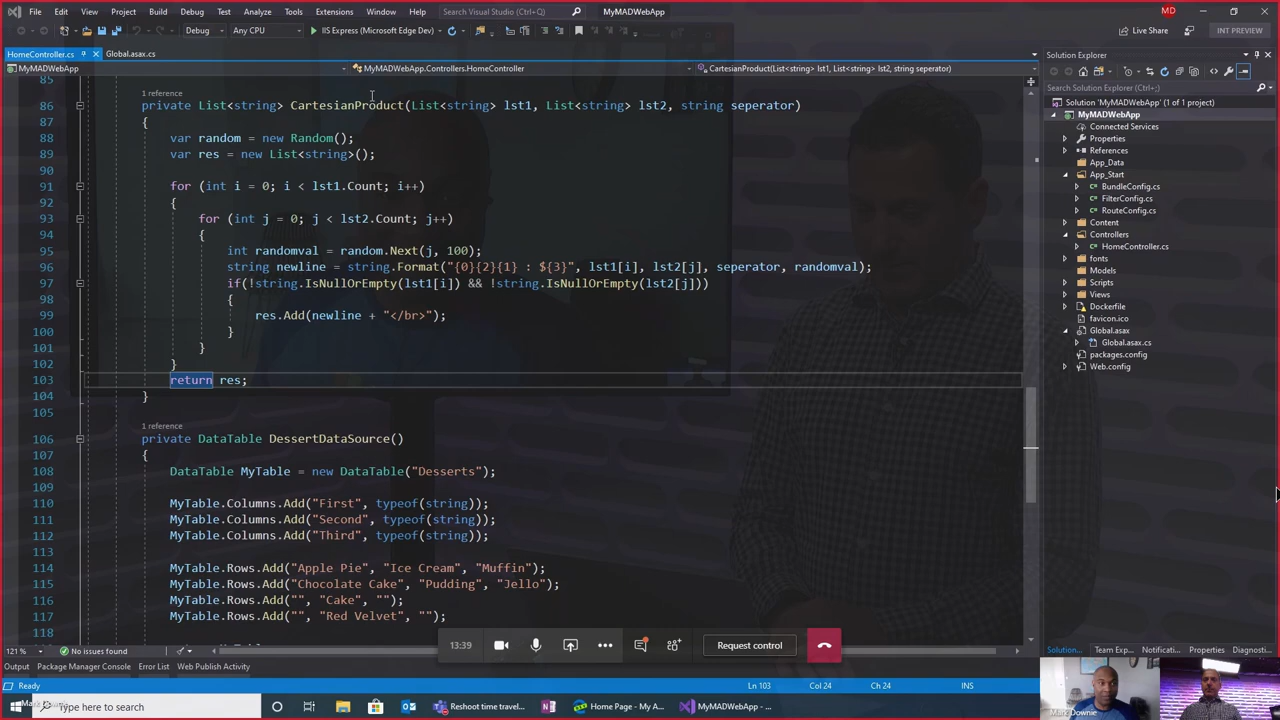 File Edit View Project Build Debug Test Analyze Tools Extensions Window Help Search Visual Studio (Ctrl+Q) MyMADWebApp MD
Debug Any CPU IIS Express (Microsoft Edge Dev) Live Share INT PREVIEW
HomeController.cs Global.asax.cs Solution Explorer
MyMADWebApp MyMADWebApp.Controllers.HomeController CartesianProduct(List<string> lst1, List<string> lst2, string seperator)
Search Solution Explorer (Ctrl+;)
Solution 'MyMADWebApp' (1 of 1 project)
MyMADWebApp
Connected Services
Properties
References
App_Data
App_Start
BundleConfig.cs
FilterConfig.cs
RouteConfig.cs
Content
Controllers
HomeController.cs
fonts
Models
Scripts
Views
Dockerfile
favicon.ico
Global.asax
Global.asax.cs
packages.config
Web.config
85
1 reference
86 private List<string> CartesianProduct(List<string> lst1, List<string> lst2, string seperator)
87 {
88 var random = new Random();
89 var res = new List<string>();
90
91 for (int i = 0; i < lst1.Count; i++)
92 {
93 for (int j = 0; j < lst2.Count; j++)
94 {
95 int randomval = random.Next(j, 100);
96 string newline = string.Format("{0}{2}{1} : ${3}", lst1[i], lst2[j], seperator, randomval);
97 if(!string.IsNullOrEmpty(lst1[i]) && !string.IsNullOrEmpty(lst2[j]))
98 {
99 res.Add(newline + "</br>");
100 }
101 }
102 }
103 return res;
104 }
105
1 reference
106 private DataTable DessertDataSource()
107 {
108 DataTable MyTable = new DataTable("Desserts");
109
110 MyTable.Columns.Add("First", typeof(string));
111 MyTable.Columns.Add("Second", typeof(string));
112 MyTable.Columns.Add("Third", typeof(string));
113
114 MyTable.Rows.Add("Apple Pie", "Ice Cream", "Muffin");
115 MyTable.Rows.Add("Chocolate Cake", "Pudding", "Jello");
116 MyTable.Rows.Add("", "Cake", "");
117 MyTable.Rows.Add("", "Red Velvet", "");
118
13:39 Request control
121 % No issues found Ln 103 Col 24 Ch 24 INS
Solution... Team Exp... Notificati... Properties Diagnosti...
Output Package Manager Console Error List Web Publish Activity
Ready
Mark Downie
Type here to search Reshoot time travel... Home Page - My A... MyMADWebApp - ...